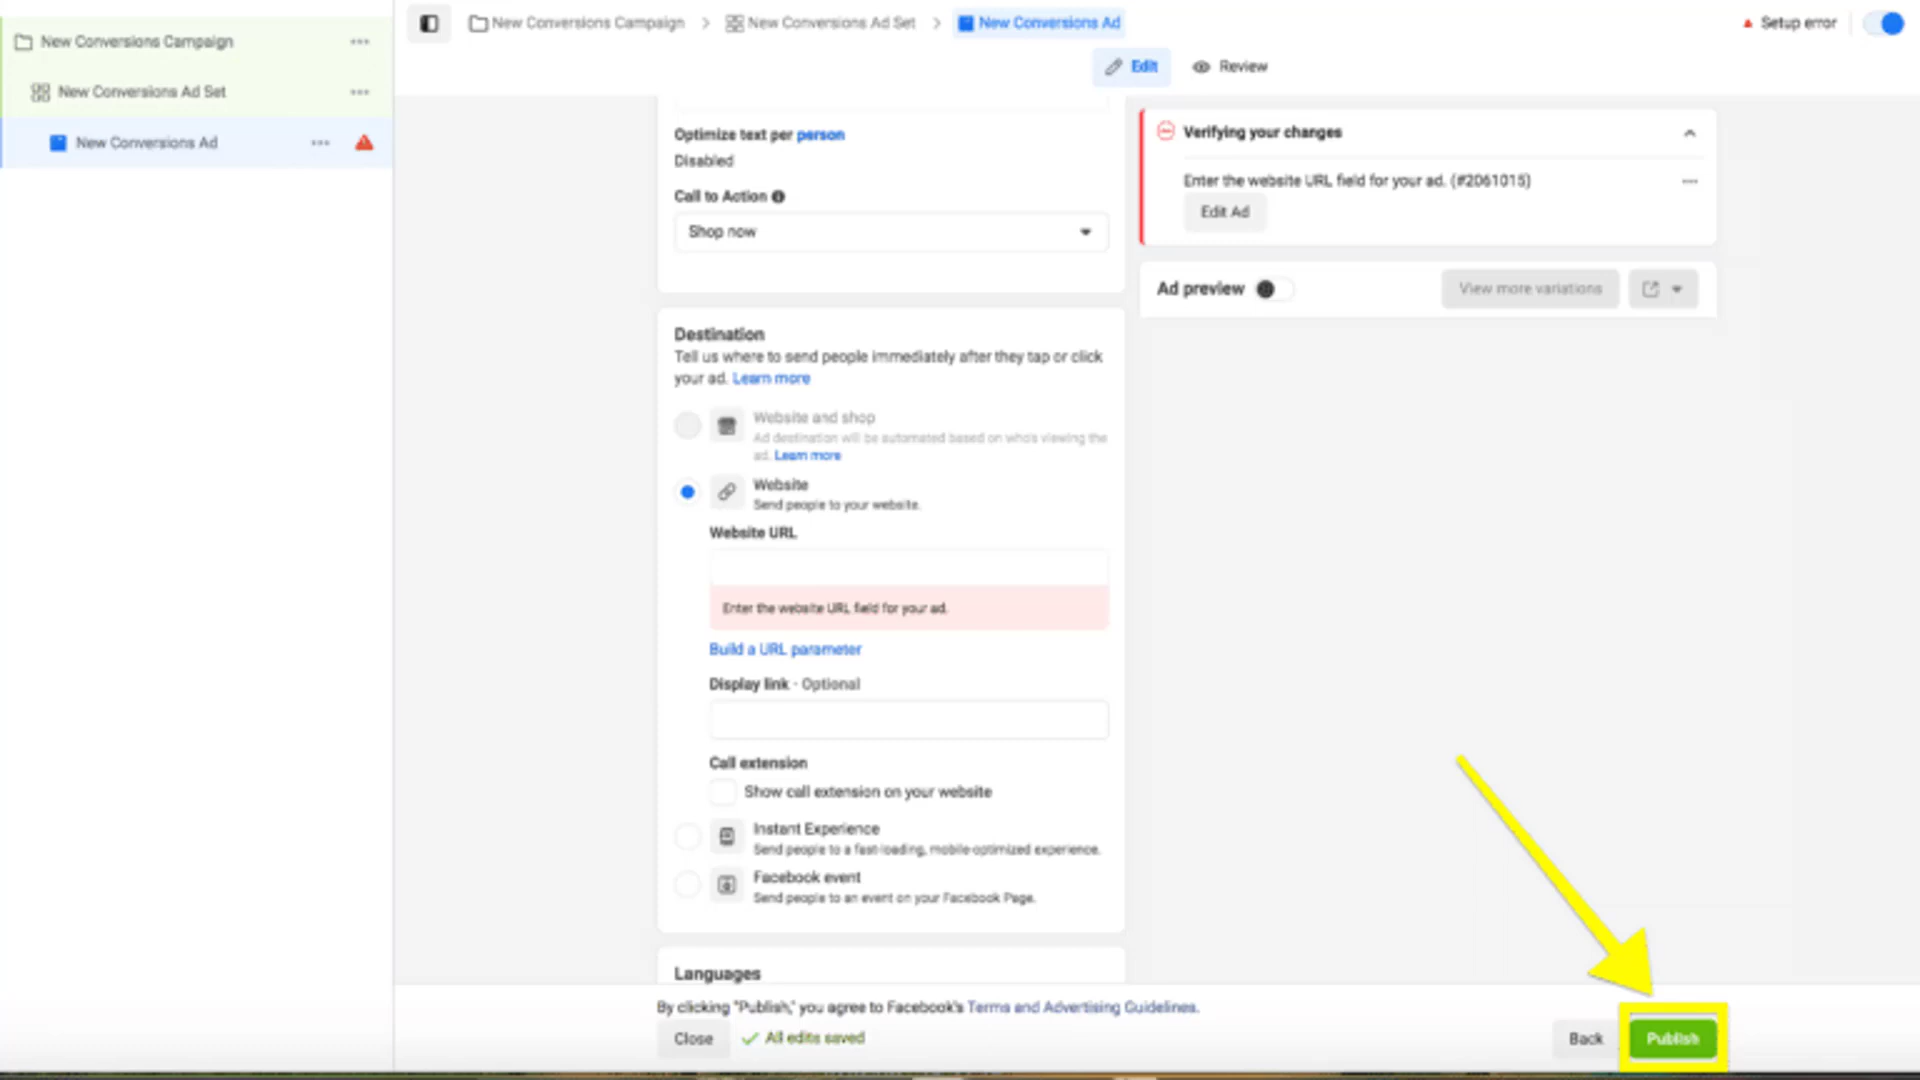 New Conversions Campaign
New Conversions Ad Set
New Conversions Ad
New Conversions Campaign > New Conversions Ad Set > New Conversions Ad
Setup error
Edit
Review
Optimize text per person
Disabled
Call to Action
Shop now
Destination
Tell us where to send people immediately after they tap or click
your ad. Learn more
Website and shop
Ad destination will be automated based on who's viewing the
ad. Learn more
Website
Send people to your website.
Website URL
Enter the website URL field for your ad.
Build a URL parameter
Display link · Optional
Call extension
Show call extension on your website
Instant Experience
Send people to a fast-loading, mobile-optimized experience.
Facebook event
Send people to an event on your Facebook Page.
Languages
Verifying your changes
Enter the website URL field for your ad. (#2061015)
Edit Ad
Ad preview
View more variations
By clicking "Publish," you agree to Facebook's Terms and Advertising Guidelines.
Close
All edits saved
Back
Publish